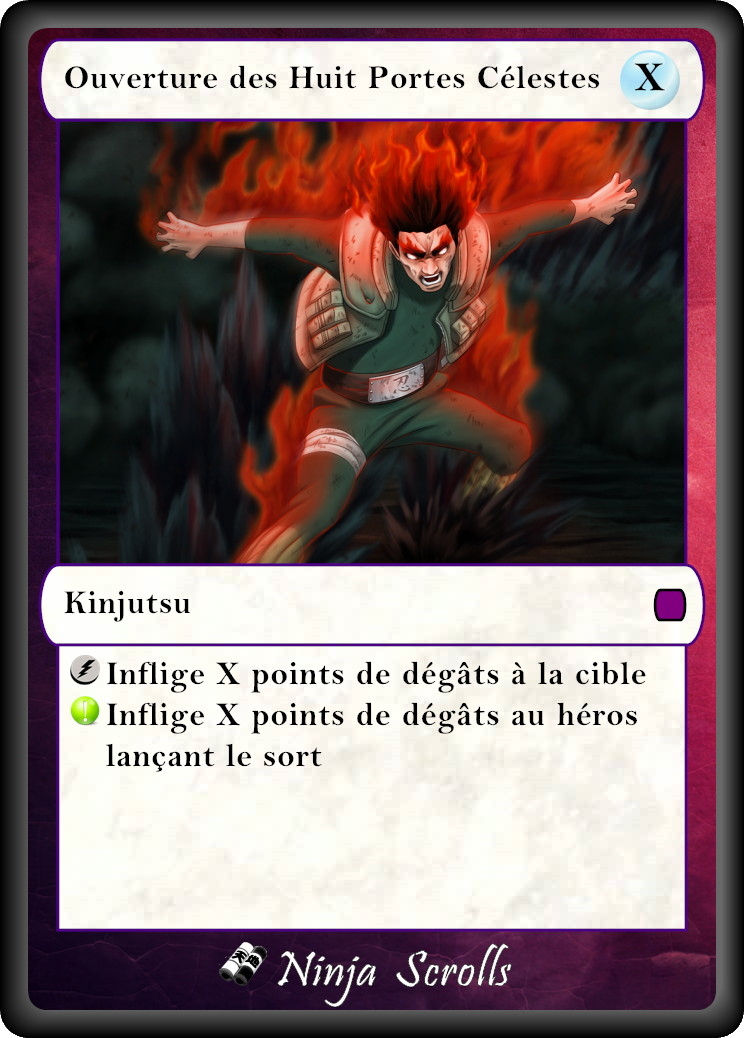 Ouverture des Huit Portes Célestes X
Kinjutsu
Inflige X points de dégâts à la cible
Inflige X points de dégâts au héros
lançant le sort
Ninja Scrolls